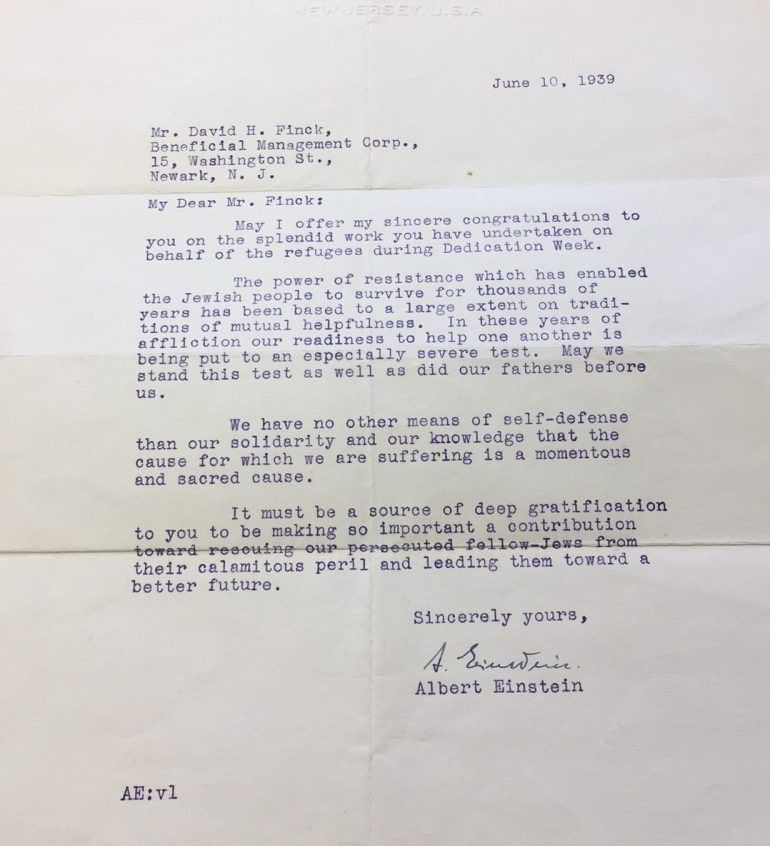 NEW JERSEY, U.S.A
June 10, 1939
Mr. David H. Finck,
Beneficial Management Corp.,
15, Washington St.,
Newark, N. J.
My Dear Mr. Finck:
May I offer my sincere congratulations to
you on the splendid work you have undertaken on
behalf of the refugees during Dedication Week.
The power of resistance which has enabled
the Jewish people to survive for thousands of
years has been based to a large extent on tradi-
tions of mutual helpfulness. In these years of
affliction our readiness to help one another is
being put to an especially severe test. May we
stand this test as well as did our fathers before
us.
We have no other means of self-defense
than our solidarity and our knowledge that the
cause for which we are suffering is a momentous
and sacred cause.
It must be a source of deep gratification
to you to be making so important a contribution
toward rescuing our persecuted fellow-Jews from
their calamitous peril and leading them toward a
better future.
Sincerely yours,
A. Einstein.
Albert Einstein
AE:vl